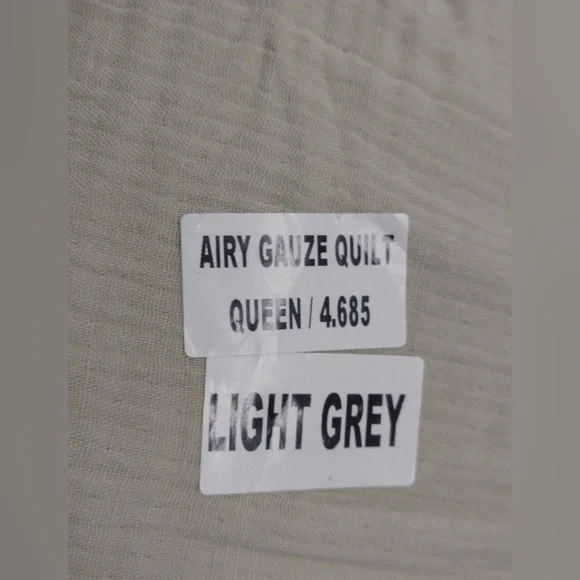 AIRY GAUZE QUILT
QUEEN / 4.685
LIGHT GREY